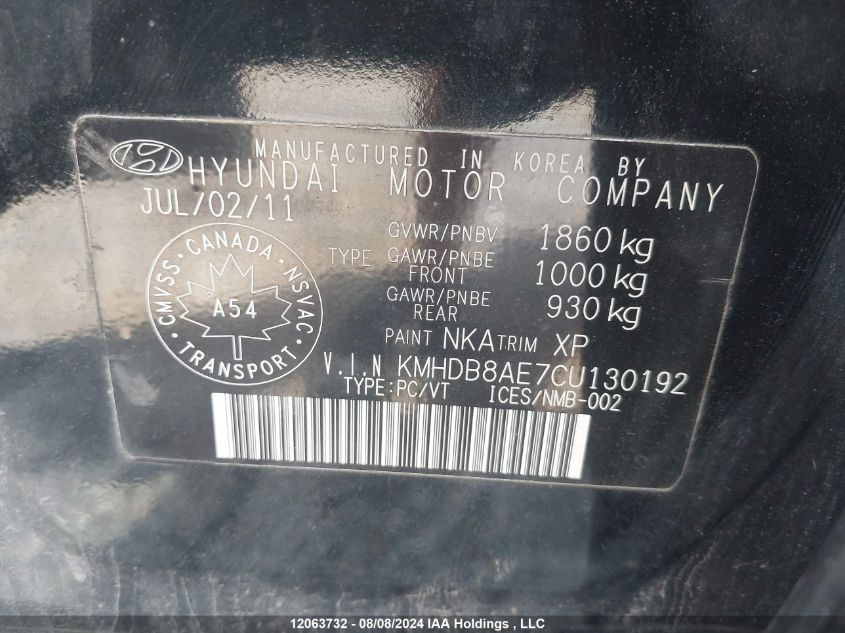 MANUFACTURED IN KOREA BY
HYUNDAI MOTOR COMPANY
JUL/02/11
GVWR/PNBV 1860 kg
TYPE GAWR/PNBE FRONT 1000 kg
GAWR/PNBE REAR 930 kg
CANADA
CMVSS NSVAC
A54
TRANSPORT
PAINT NKA TRIM XP
V.I.N KMHDB8AE7CU130192
TYPE:PC/VT ICES/NMB-002
12063732 - 08/08/2024 IAA Holdings , LLC